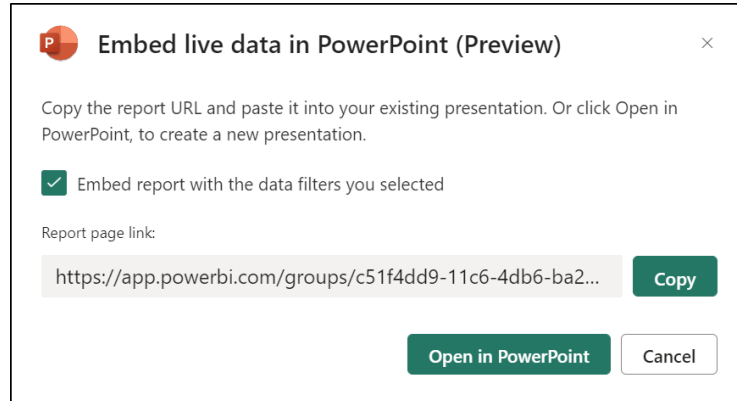 P
Embed live data in PowerPoint (Preview)
Copy the report URL and paste it into your existing presentation. Or click Open in
PowerPoint, to create a new presentation.
Embed report with the data filters you selected
Report page link:
https://app.powerbi.com/groups/c51f4dd9-11c6-4db6-ba2...
Copy
Open in PowerPoint
Cancel